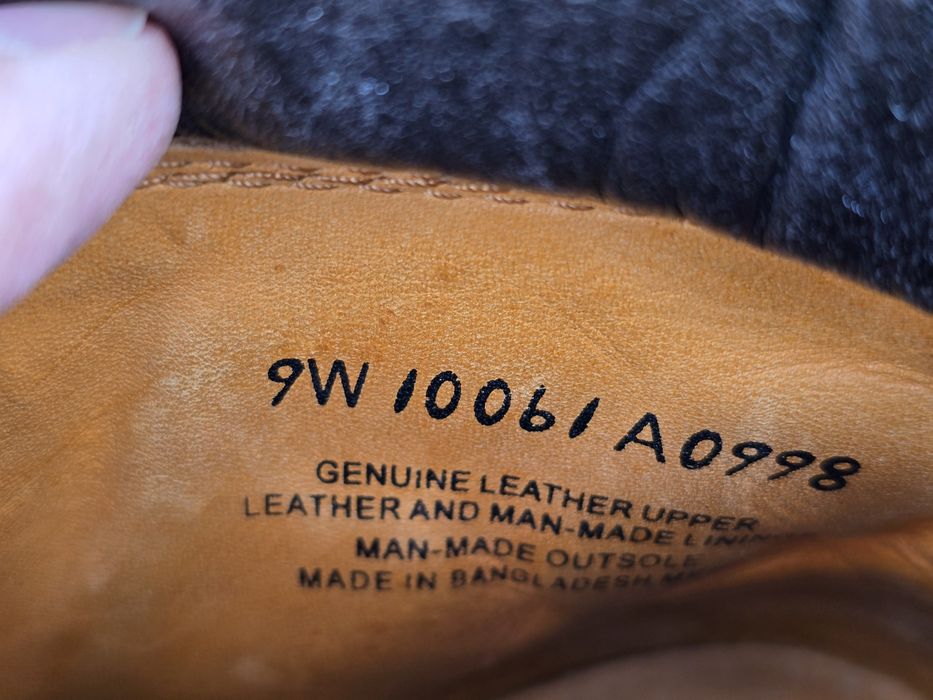 9W 10061 A0998
GENUINE LEATHER UPPER
LEATHER AND MAN-MADE LINING
MAN-MADE OUTSOLE
MADE IN BANGLADESH